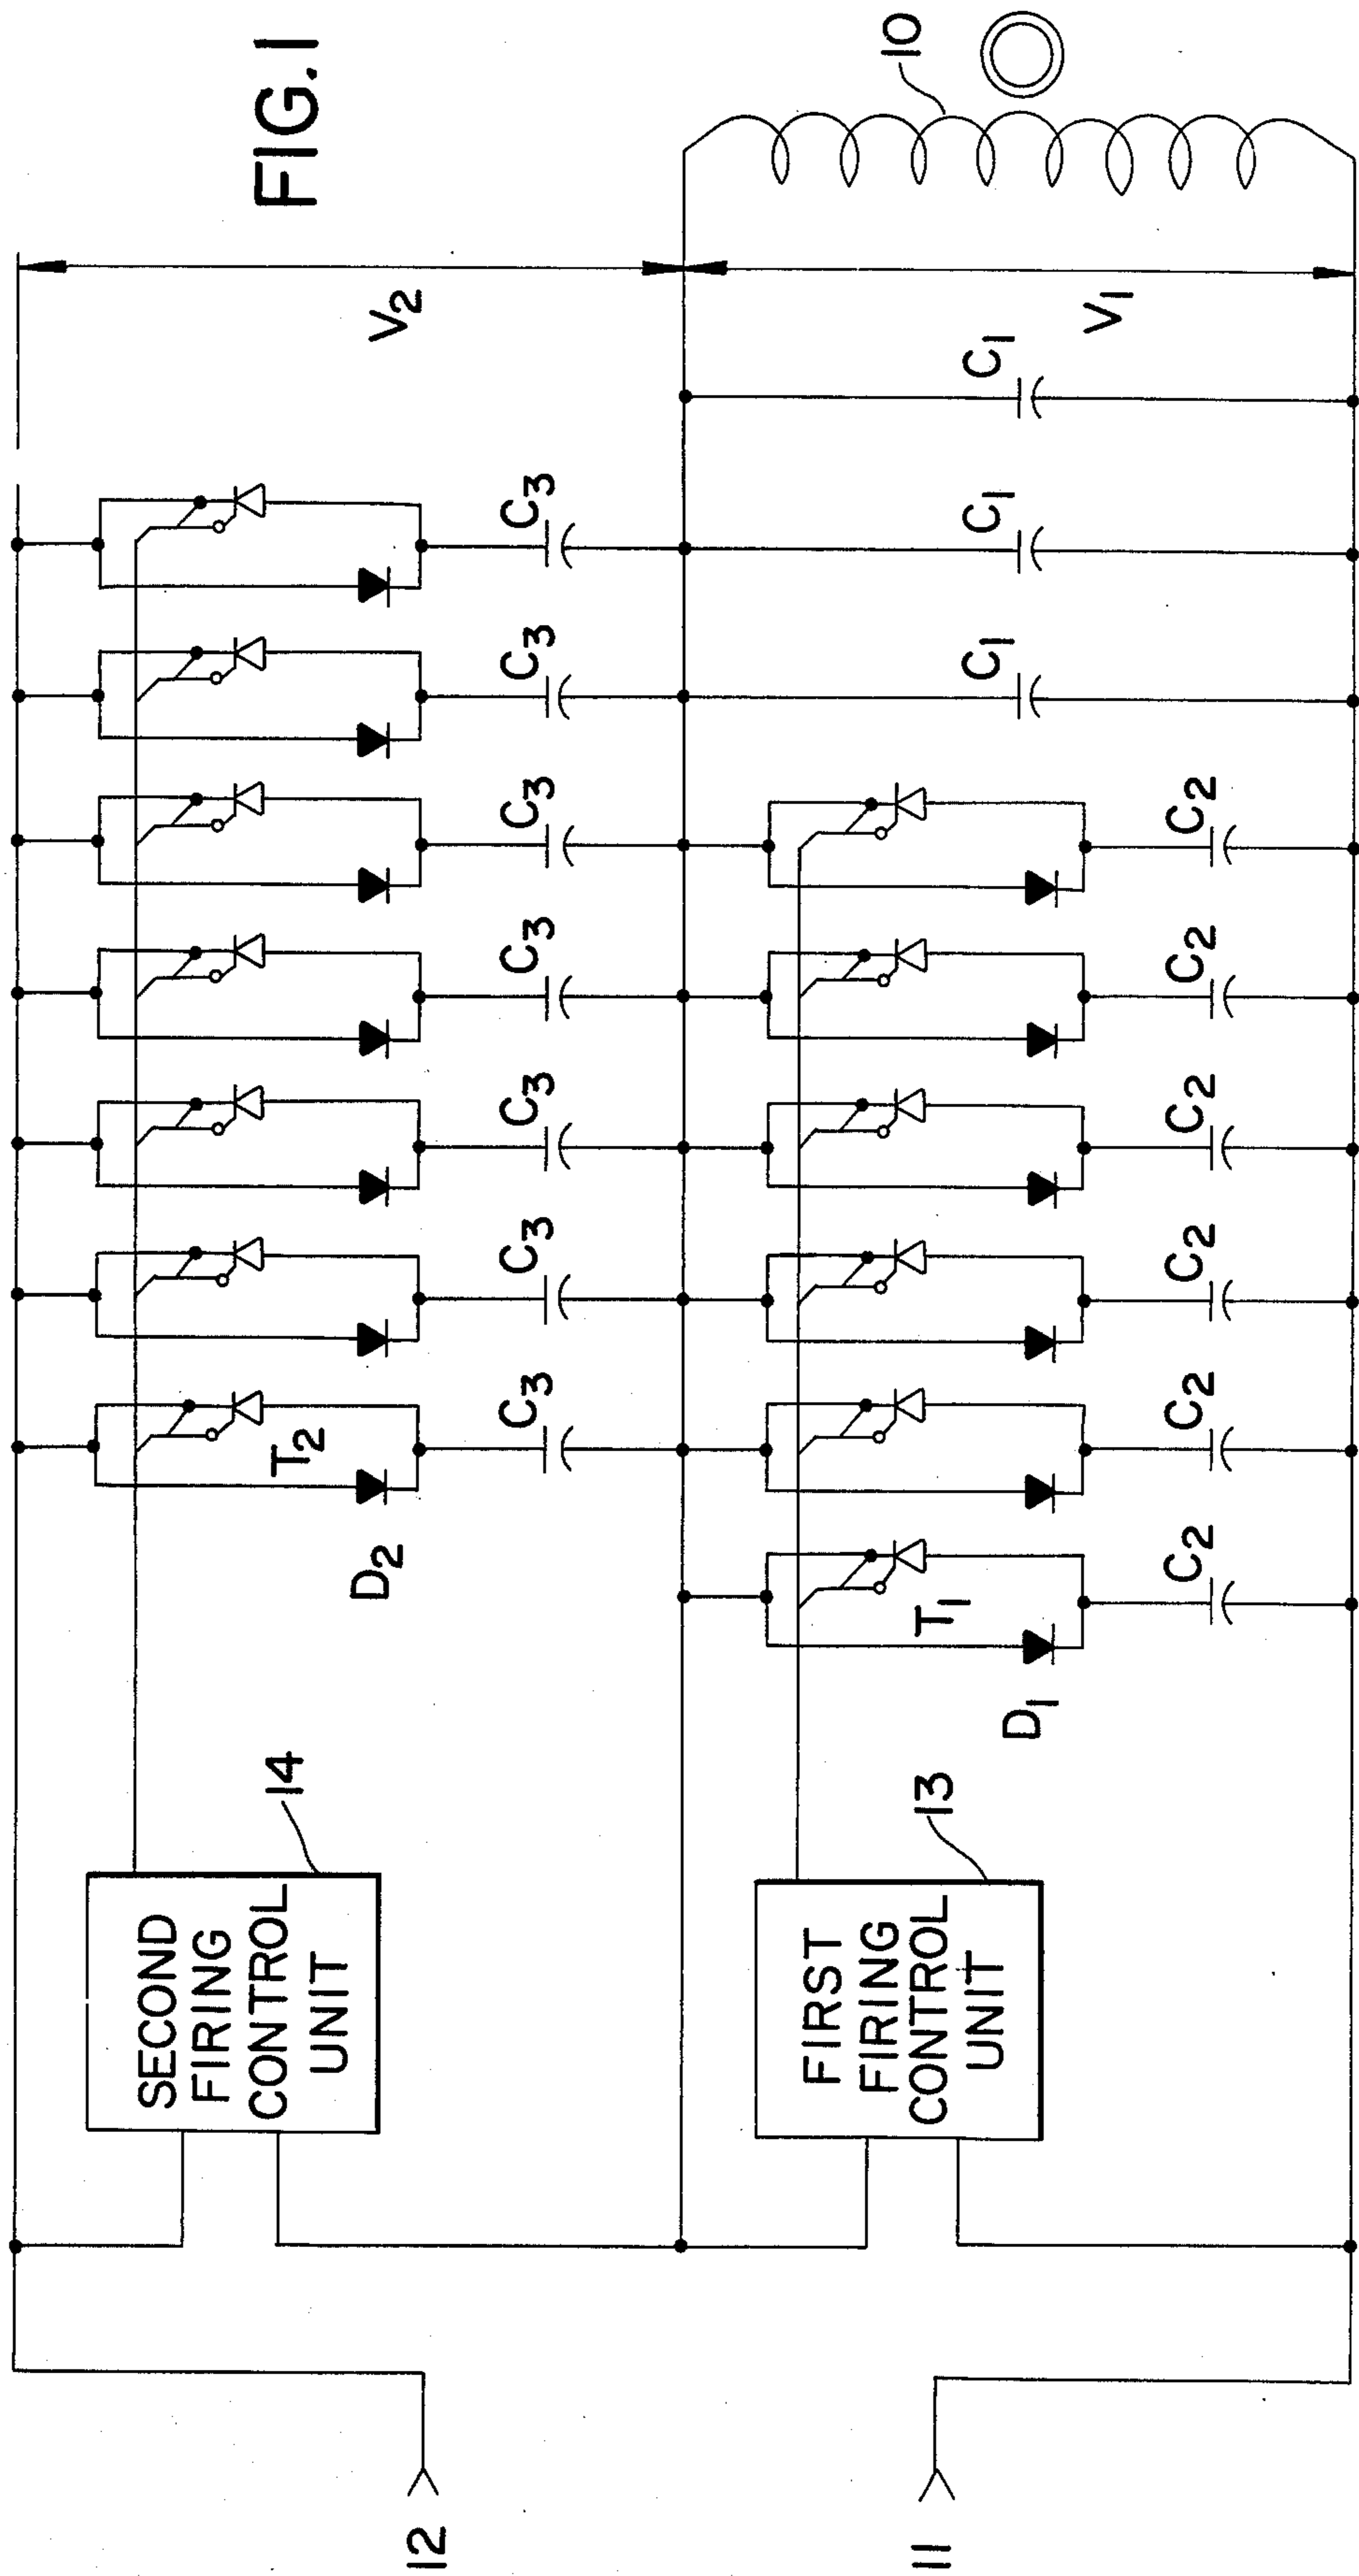 FIG.1
SECOND
FIRING
CONTROL
UNIT
14
T2
D2
V2
12
C3 C3 C3 C3 C3 C3 C3
10
FIRST
FIRING
CONTROL
UNIT
13
11
T1
C1 C1 C1
D1
V1
C2 C2 C2 C2 C2 C2